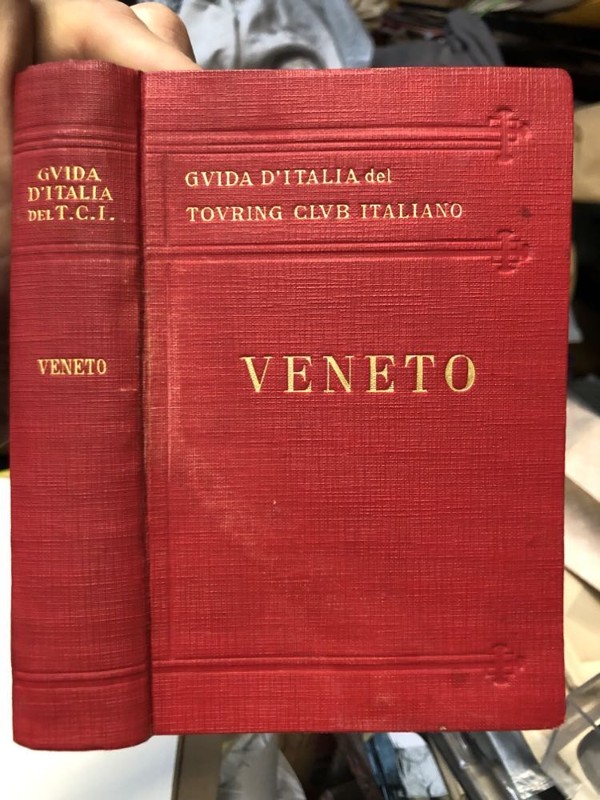 GVIDA
D'ITALIA
DEL T.C.I.
VENETO
GVIDA D'ITALIA del
TOVRING CLVB ITALIANO
VENETO